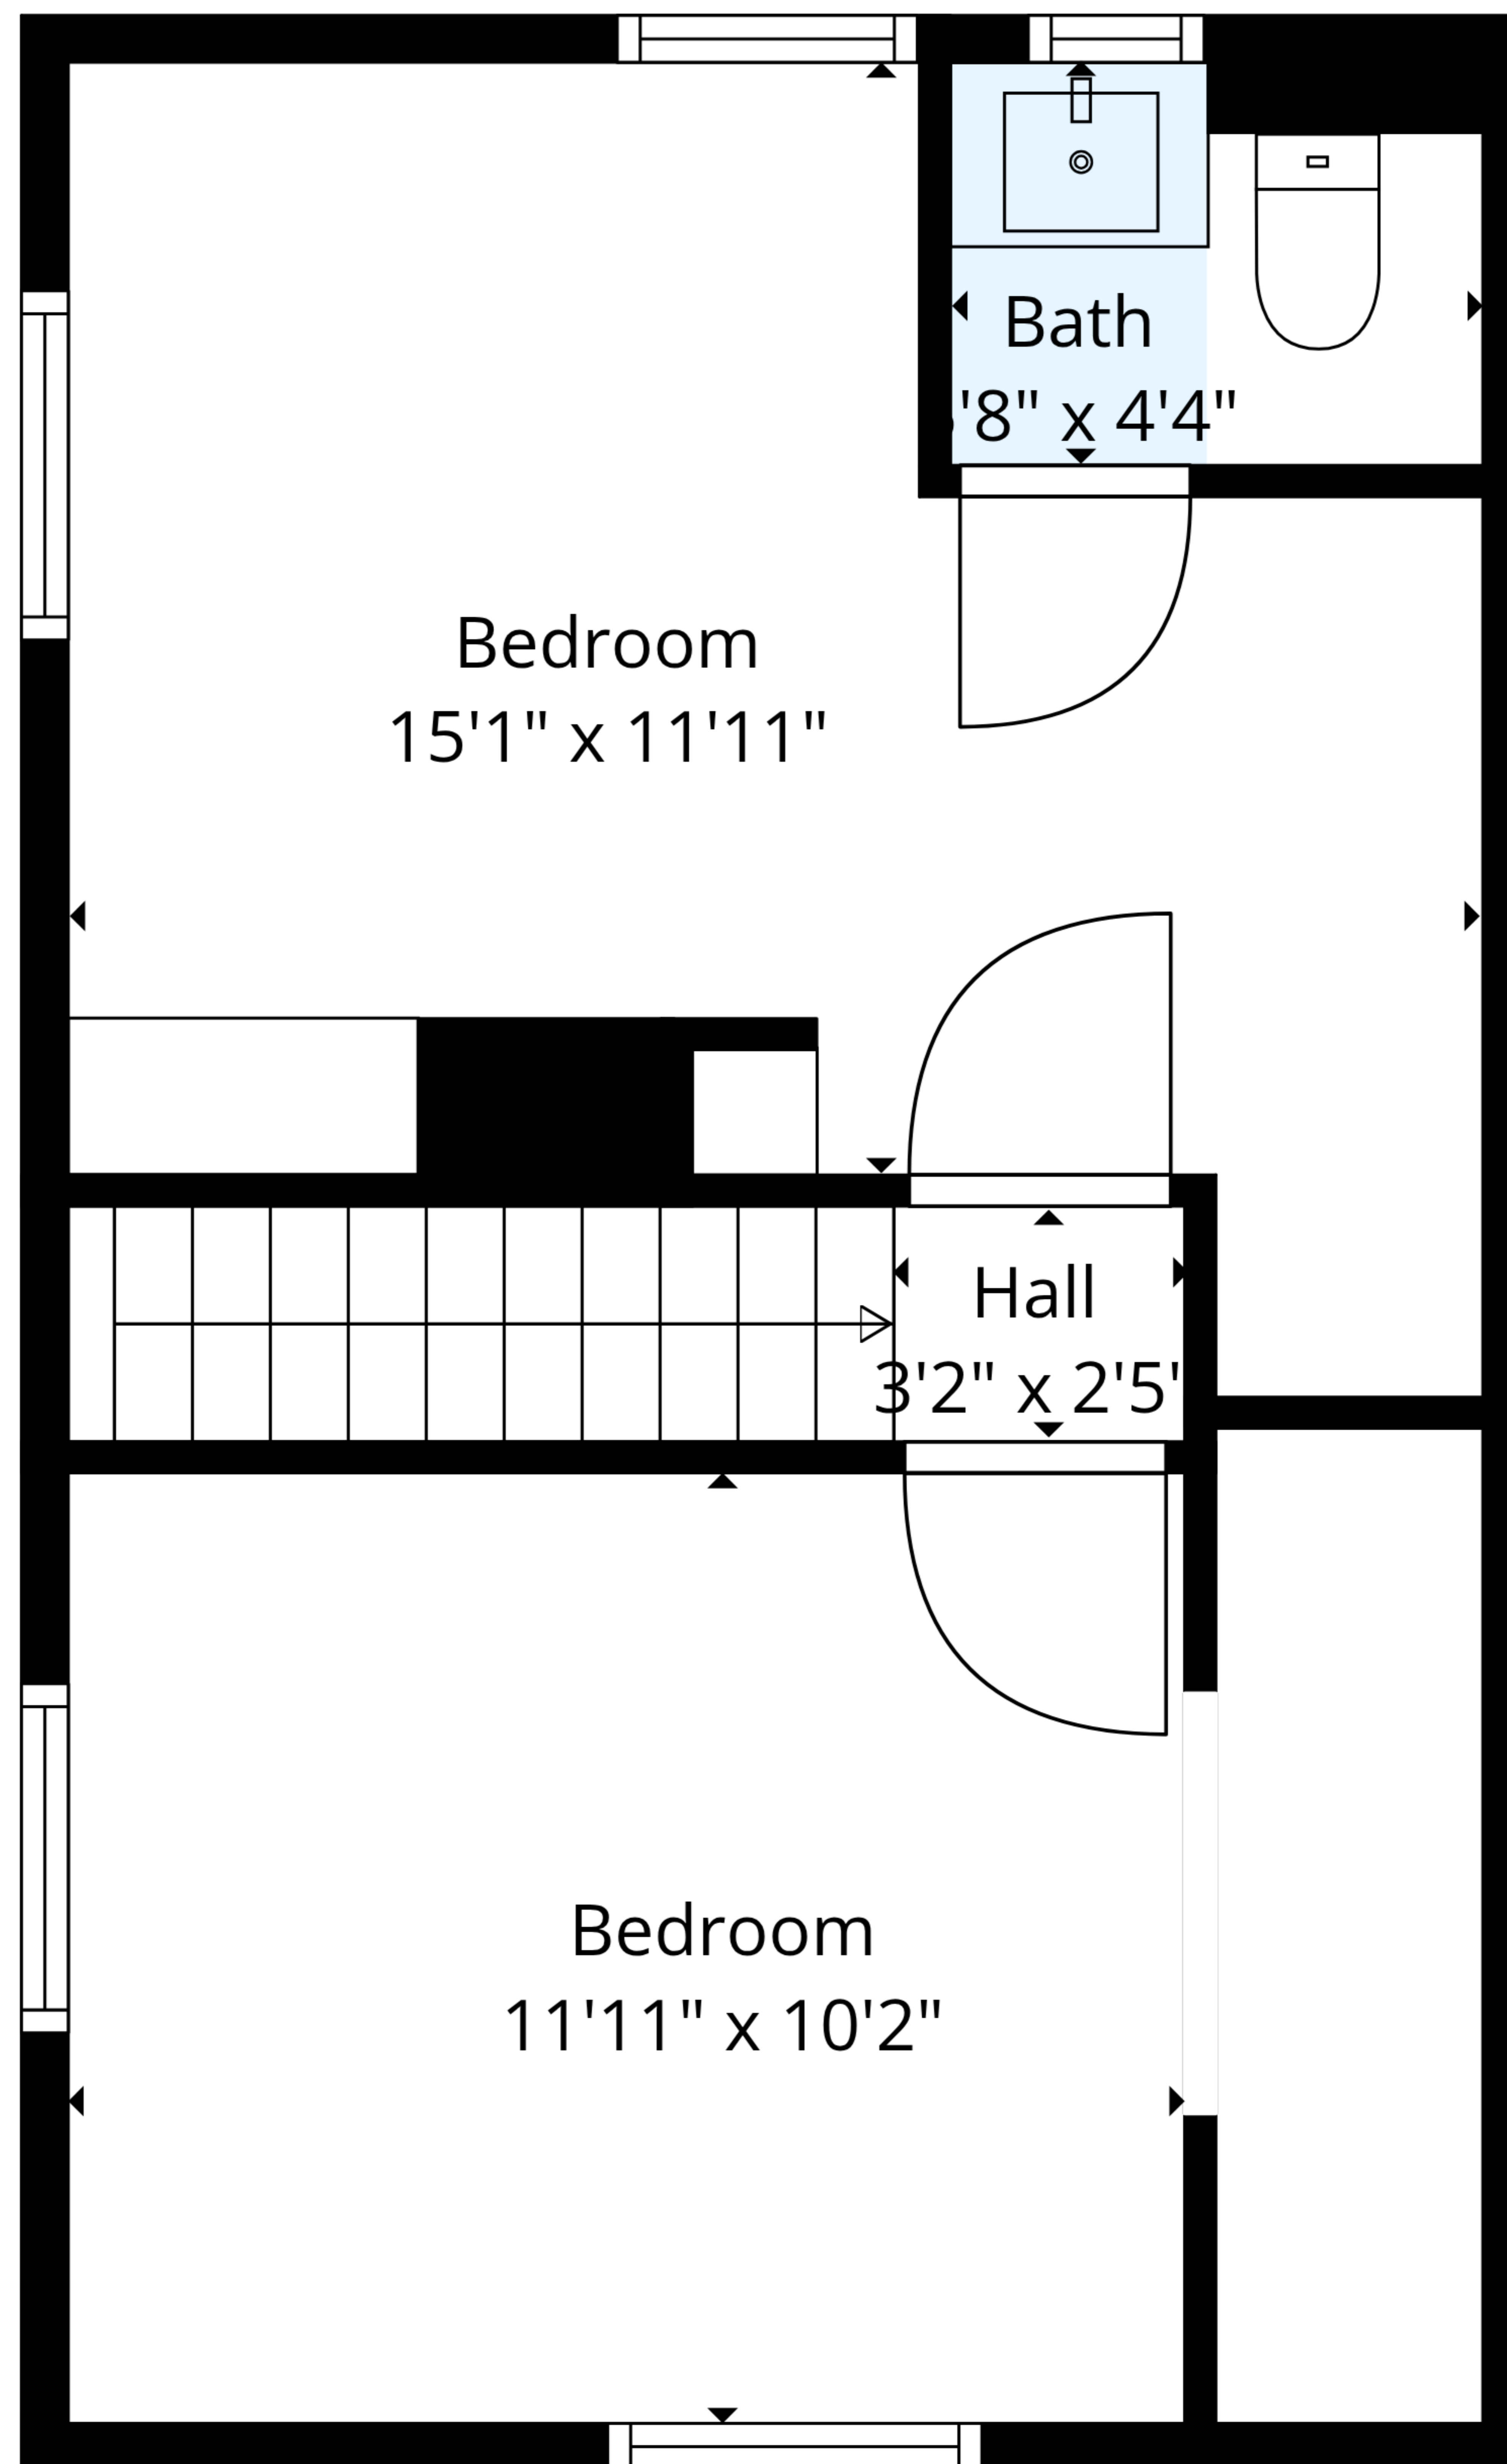 Bath
'8" x 4'4"
Bedroom
15'1" x 11'11"
Hall
3'2" x 2'5'
Bedroom
11'11" x 10'2"